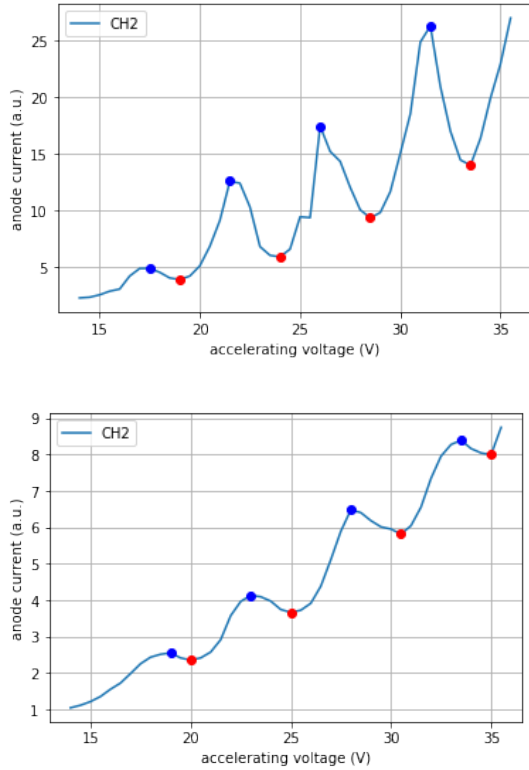 CH2
25
20
15
10
5
anode current (a.u.)
15 20 25 30 35
accelerating voltage (V)
CH2
9
8
7
6
5
4
3
2
1
anode current (a.u.)
15 20 25 30 35
accelerating voltage (V)